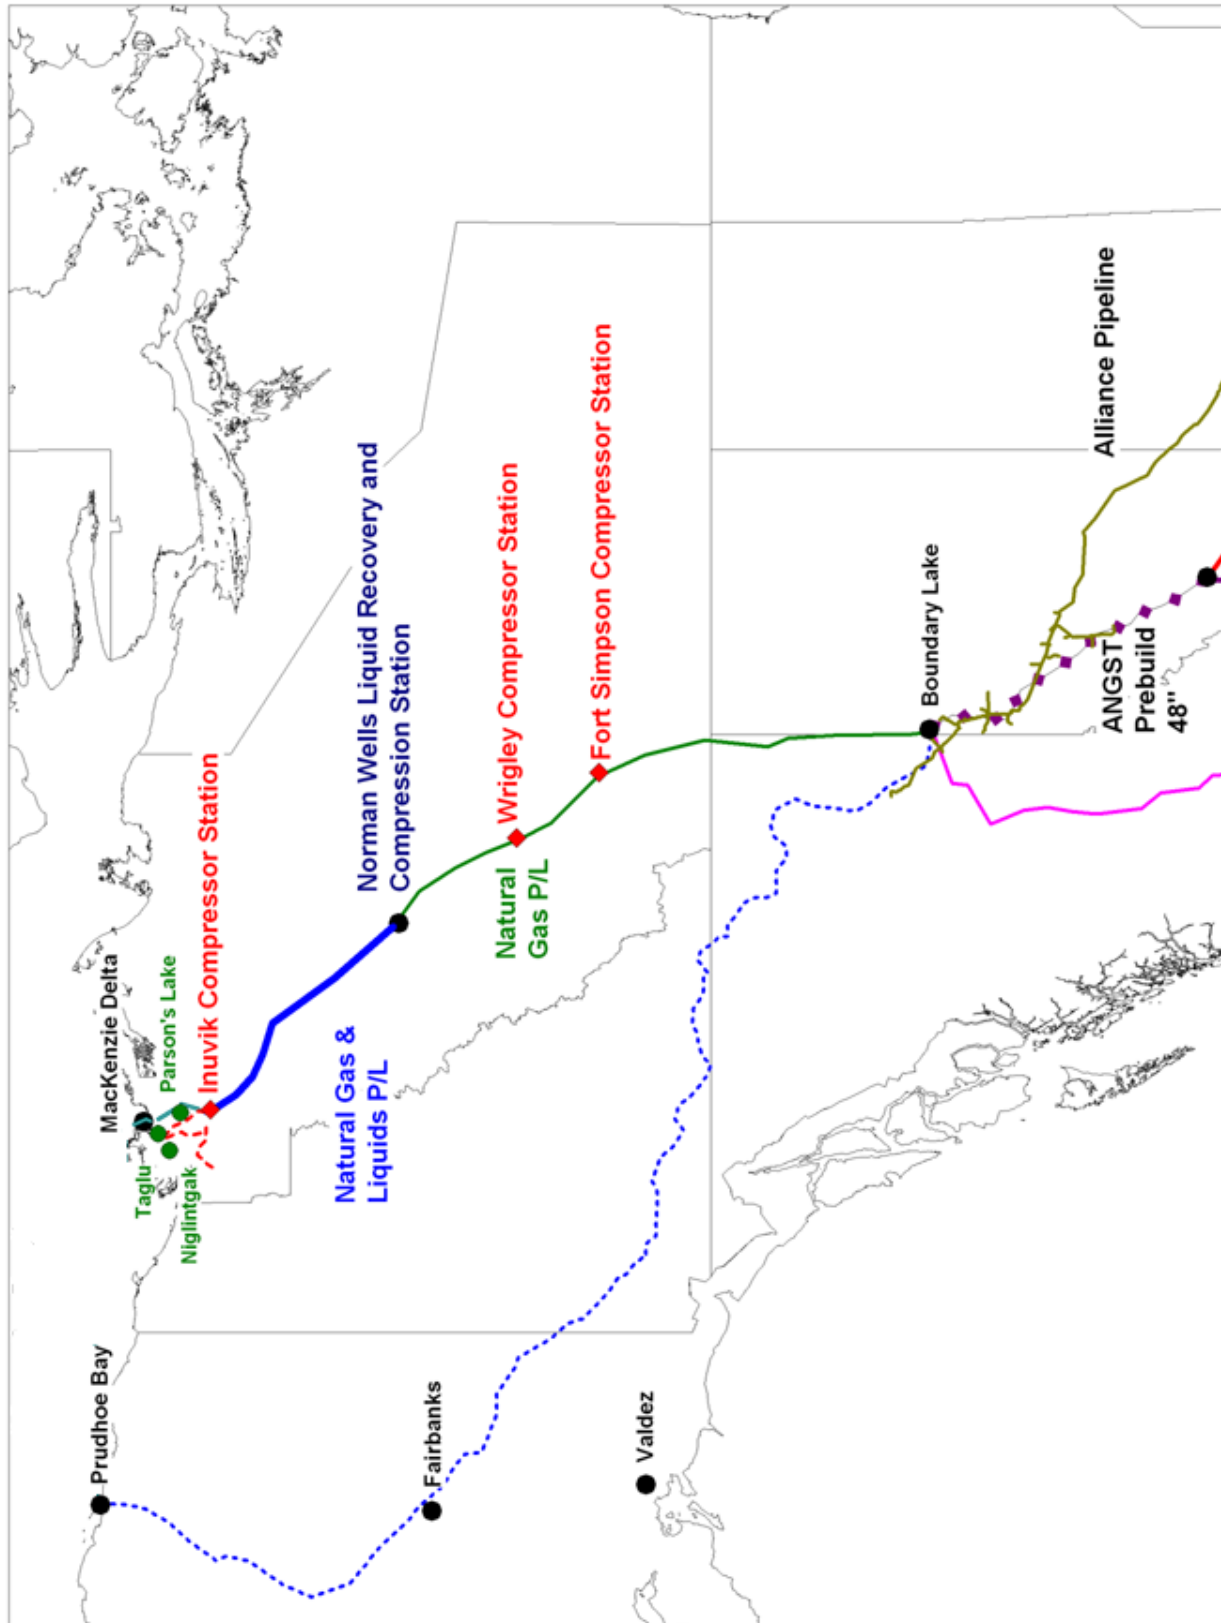 Prudhoe Bay
Fairbanks
Valdez
MacKenzie Delta
Taglu
Niglintgak
Parson's Lake
Inuvik Compressor Station
Natural Gas &
Liquids P/L
Norman Wells Liquid Recovery and
Compression Station
Natural
Gas P/L
Wrigley Compressor Station
Fort Simpson Compressor Station
Boundary Lake
ANGST
Prebuild
48"
Alliance Pipeline